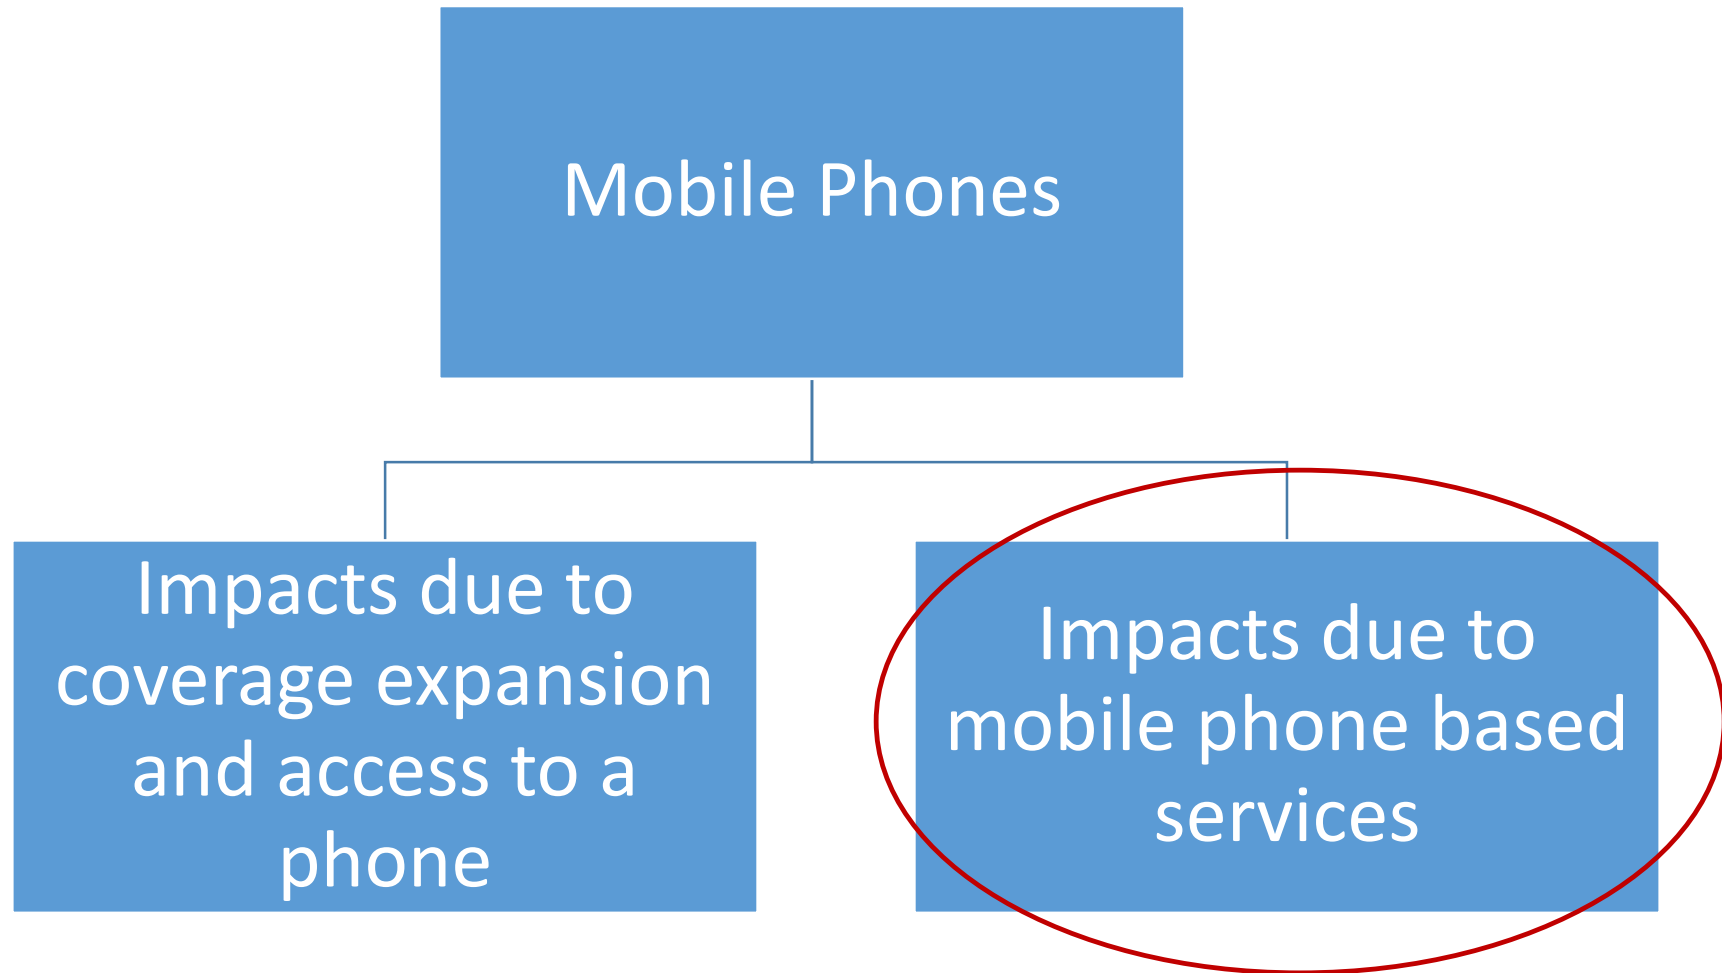 Mobile Phones
Impacts due to
coverage expansion
and access to a
phone
Impacts due to
mobile phone based
services